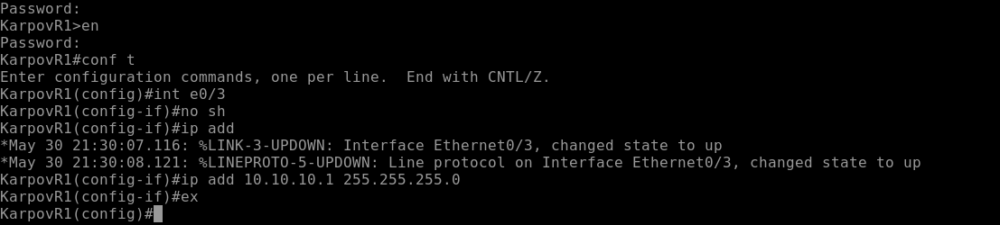 Password:
KarpovR1>en
Password:
KarpovR1#conf t
Enter configuration commands, one per line.  End with CNTL/Z.
KarpovR1(config)#int e0/3
KarpovR1(config-if)#no sh
KarpovR1(config-if)#ip add
*May 30 21:30:07.116: %LINK-3-UPDOWN: Interface Ethernet0/3, changed state to up
*May 30 21:30:08.121: %LINEPROTO-5-UPDOWN: Line protocol on Interface Ethernet0/3, changed state to up
KarpovR1(config-if)#ip add 10.10.10.1 255.255.255.0
KarpovR1(config-if)#ex
KarpovR1(config)#